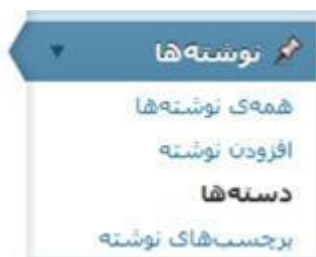 نوشته‌ها
همه‌ی نوشته‌ها
افزودن نوشته
دسته‌ها
برچسب‌های نوشته